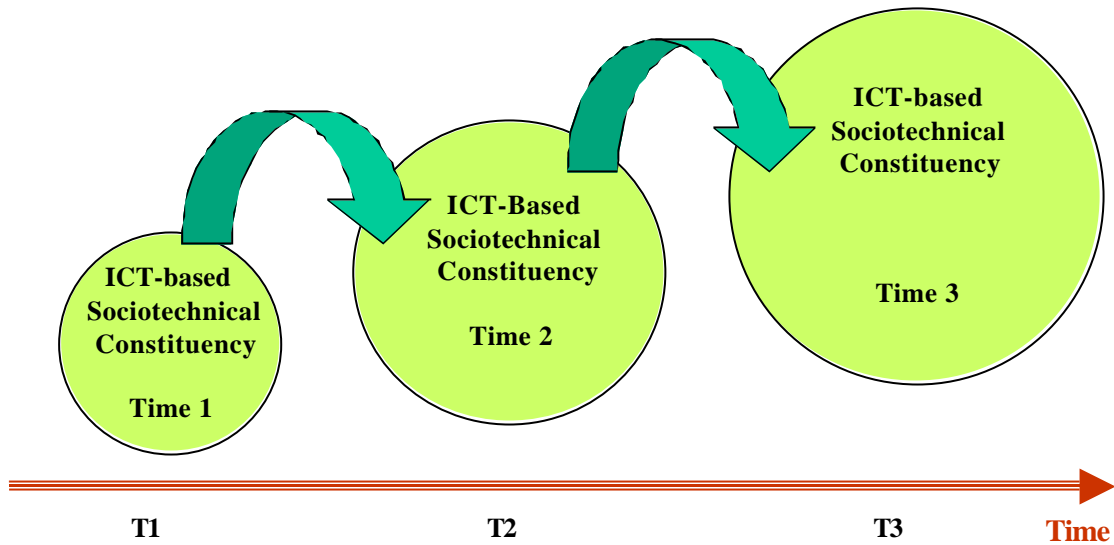 ICT-based
Sociotechnical
Constituency
Time 1
ICT-Based
Sociotechnical
Constituency
Time 2
ICT-based
Sociotechnical
Constituency
Time 3
T1
T2
T3
Time